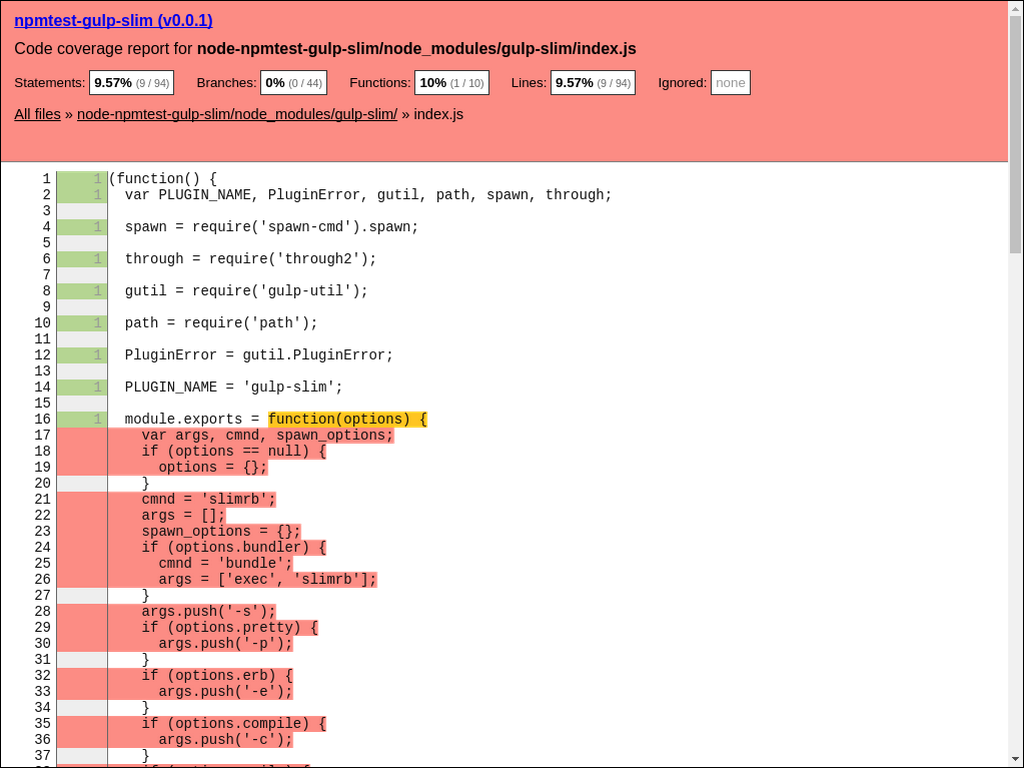 npmtest-gulp-slim (v0.0.1)
Code coverage report for node-npmtest-gulp-slim/node_modules/gulp-slim/index.js
Statements: 9.57% (9 / 94) Branches: 0% (0 / 44) Functions: 10% (1 / 10) Lines: 9.57% (9 / 94) Ignored: none
All files » node-npmtest-gulp-slim/node_modules/gulp-slim/ » index.js
1 1 (function() {
2 1 var PLUGIN_NAME, PluginError, gutil, path, spawn, through;
3
4 1 spawn = require('spawn-cmd').spawn;
5
6 1 through = require('through2');
7
8 1 gutil = require('gulp-util');
9
10 1 path = require('path');
11
12 1 PluginError = gutil.PluginError;
13
14 1 PLUGIN_NAME = 'gulp-slim';
15
16 1 module.exports = function(options) {
17 var args, cmnd, spawn_options;
18 if (options == null) {
19 options = {};
20 }
21 cmnd = 'slimrb';
22 args = [];
23 spawn_options = {};
24 if (options.bundler) {
25 cmnd = 'bundle';
26 args = ['exec', 'slimrb'];
27 }
28 args.push('-s');
29 if (options.pretty) {
30 args.push('-p');
31 }
32 if (options.erb) {
33 args.push('-e');
34 }
35 if (options.compile) {
36 args.push('-c');
37 }